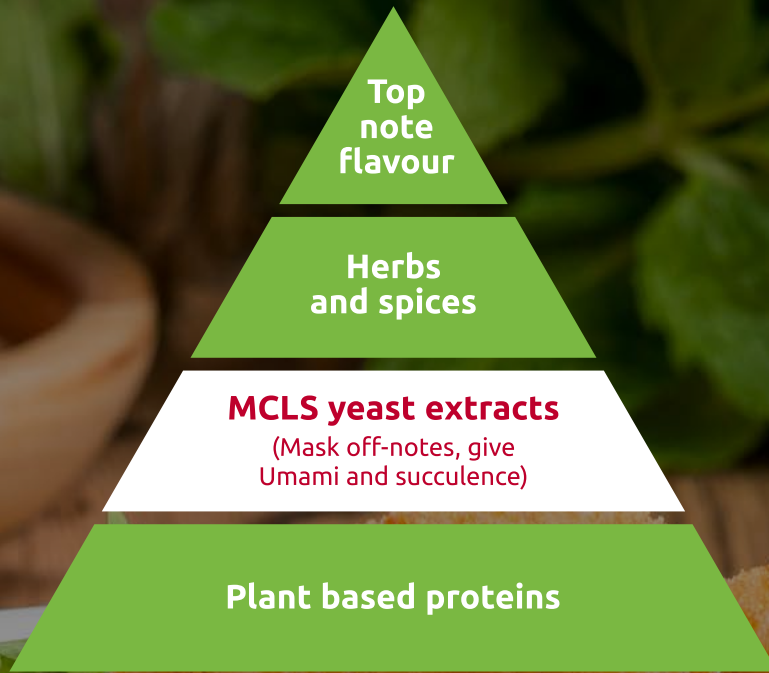 Top
note
flavour
Herbs
and spices
MCLS yeast extracts
(Mask off-notes, give
Umami and succulence)
Plant based proteins